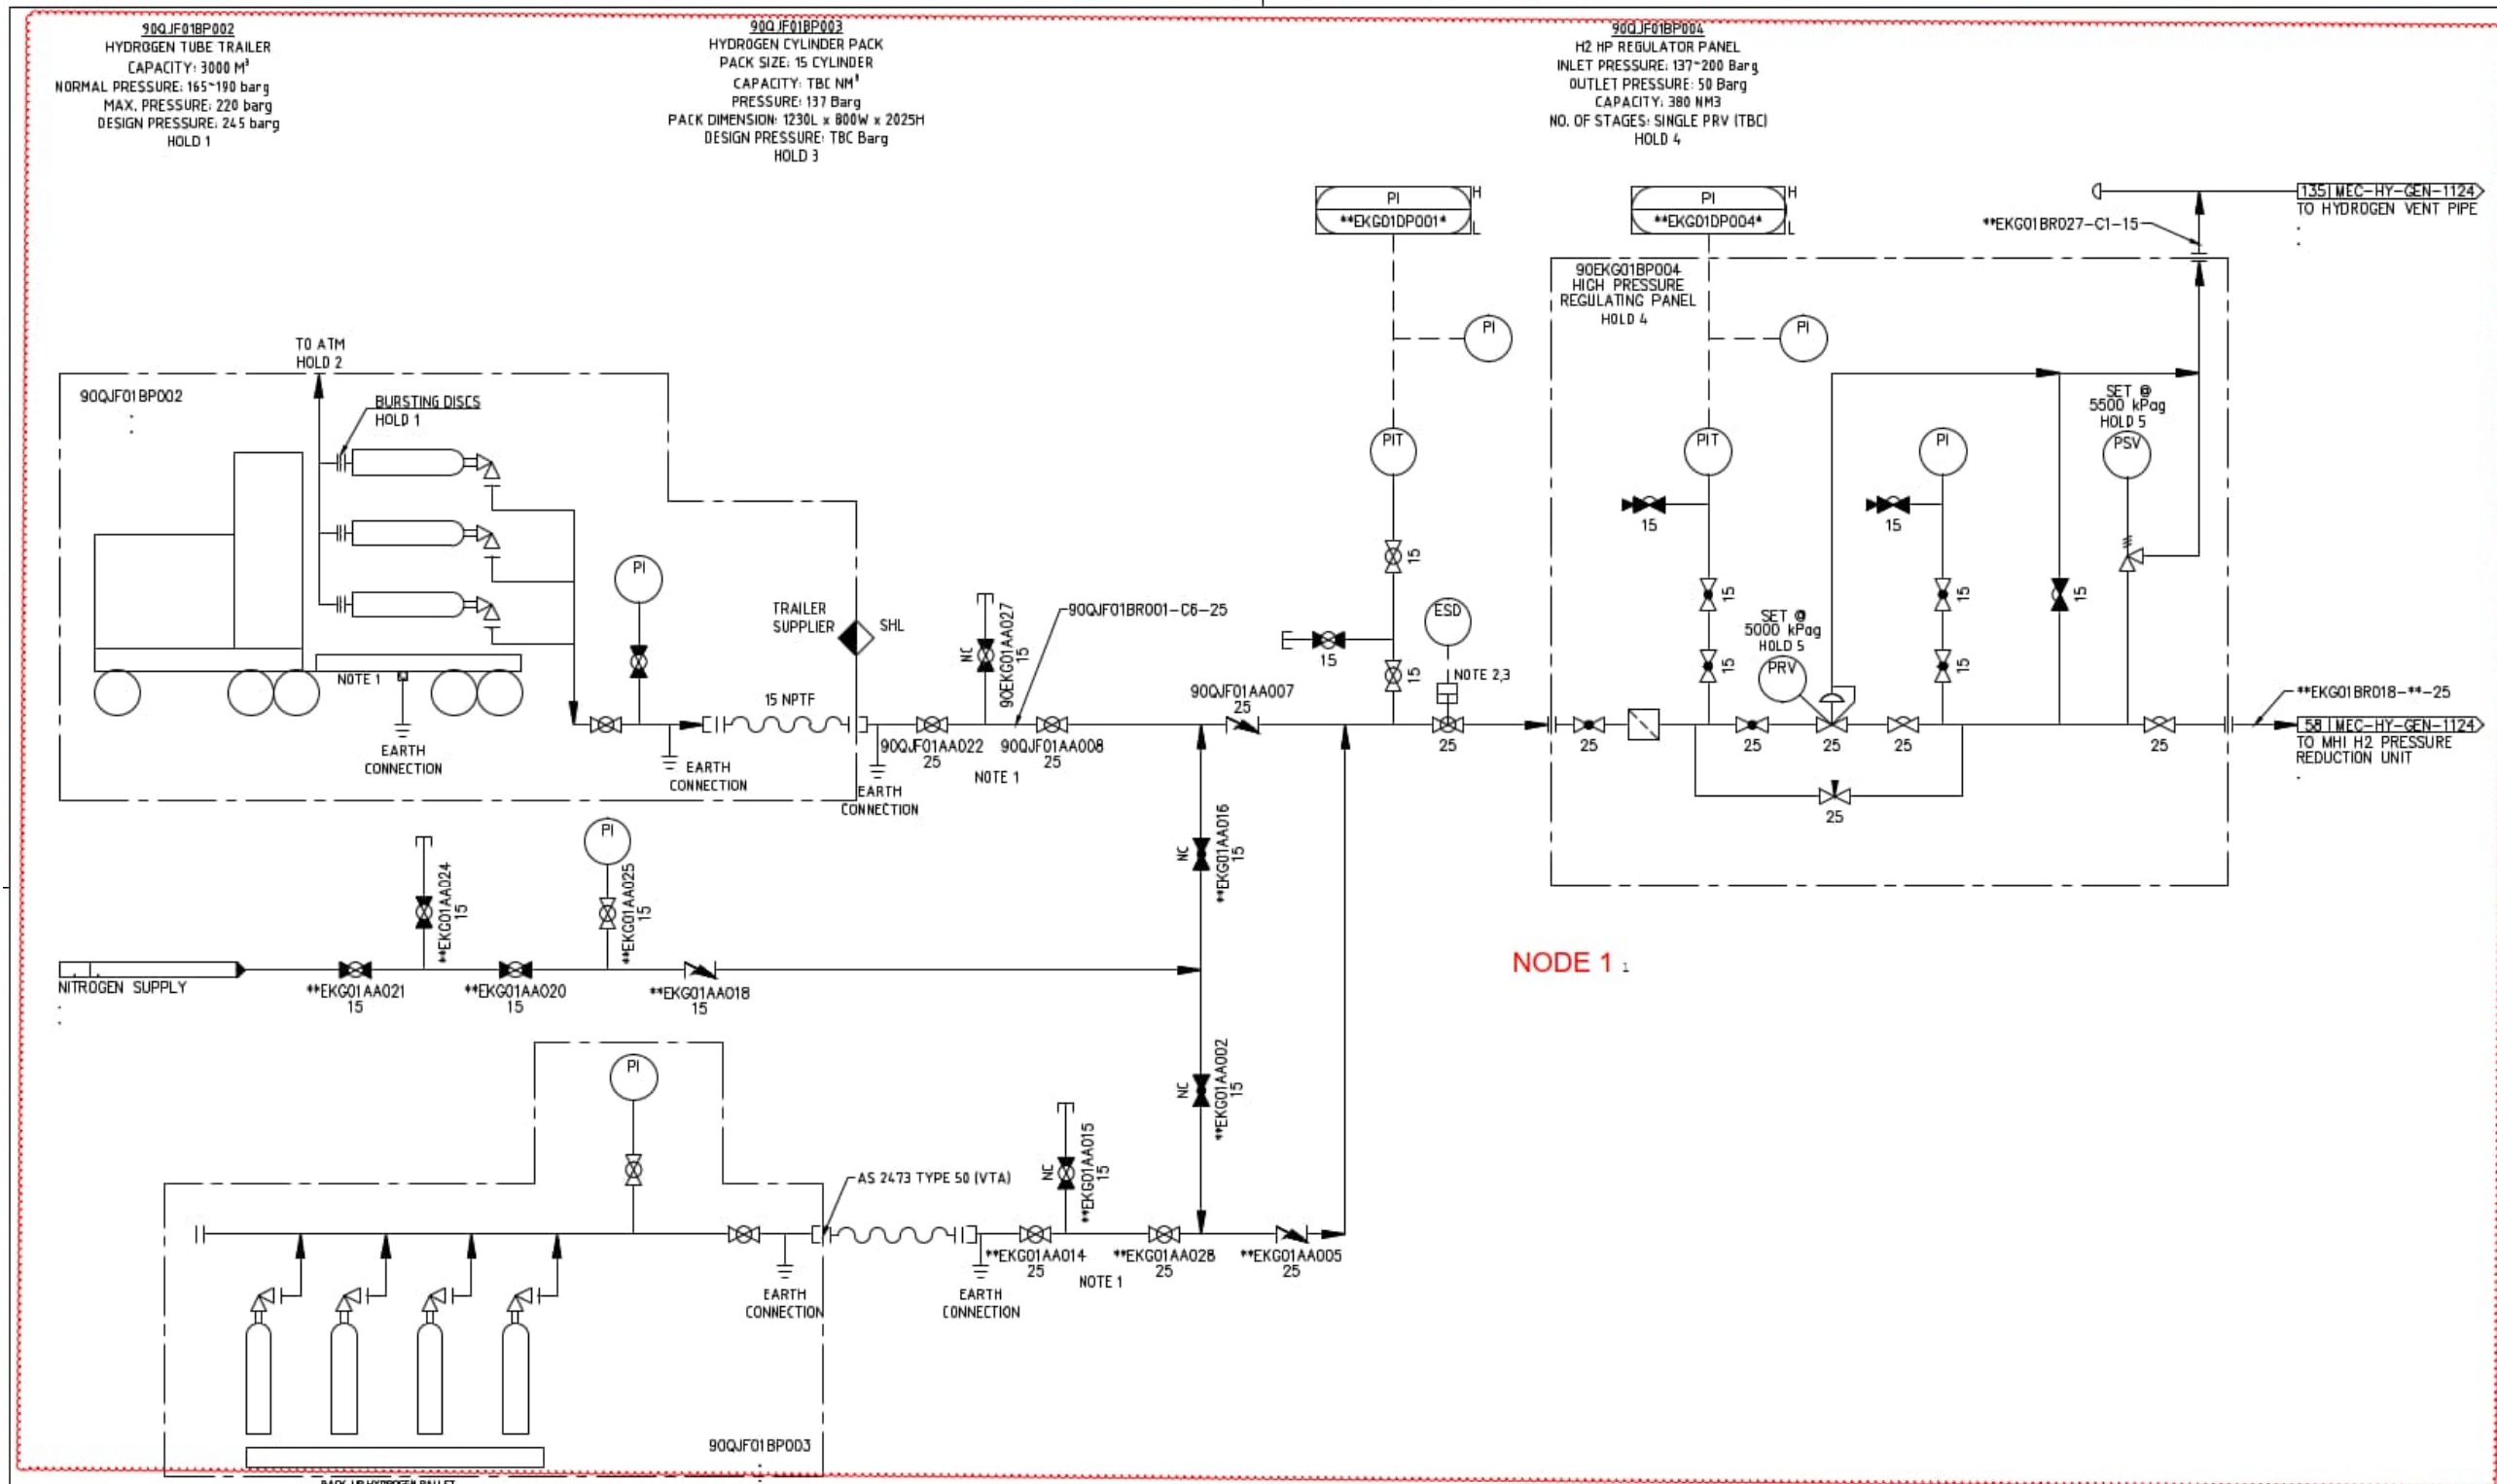 90QJF01BP002
HYDROGEN TUBE TRAILER
CAPACITY: 3000 M³
NORMAL PRESSURE: 165~190 barg
MAX. PRESSURE: 220 barg
DESIGN PRESSURE: 245 barg
HOLD 1
90QJF01BP003
HYDROGEN CYLINDER PACK
PACK SIZE: 15 CYLINDER
CAPACITY: TBC NM³
PRESSURE: 137 Barg
PACK DIMENSION: 1230L x 800W x 2025H
DESIGN PRESSURE: TBC Barg
HOLD 3
90QJF01BP004
H2 HP REGULATOR PANEL
INLET PRESSURE: 137~200 Barg
OUTLET PRESSURE: 50 Barg
CAPACITY: 380 NM3
NO. OF STAGES: SINGLE PRV (TBC)
HOLD 4
PI
**EKG01DP001*
H
L
PI
**EKG01DP004*
H
L
135 MEC-HY-GEN-1124
TO HYDROGEN VENT PIPE
**EKG01BR027-C1-15
90EKG01BP004
HIGH PRESSURE
REGULATING PANEL
HOLD 4
PI
PI
TO ATM
HOLD 2
90QJF01BP002
BURSTING DISCS
HOLD 1
SET @
5500 kPag
HOLD 5
PSV
PIT
PIT
PI
15
15
15
15
15
15
PI
TRAILER
SUPPLIER
SHL
NC
90EKG01AA027
15
90QJF01BR001-C6-25
ESD
NOTE 2,3
15
15
SET @
5000 kPag
HOLD 5
PRV
15
15
NOTE 1
EARTH
CONNECTION
15 NPTF
EARTH
CONNECTION
EARTH
CONNECTION
90QJF01AA022
25
90QJF01AA008
25
NOTE 1
90QJF01AA007
25
25
25
25
25
25
25
25
**EKG01BR018-**-25
58 MEC-HY-GEN-1124
TO MHI H2 PRESSURE
REDUCTION UNIT
NC
**EKG01AA016
15
**EKG01AA024
15
PI
**EKG01AA025
15
NITROGEN SUPPLY
**EKG01AA021
15
**EKG01AA020
15
**EKG01AA018
15
NODE 1
1
NC
**EKG01AA002
15
PI
AS 2473 TYPE 50 (VTA)
NC
**EKG01AA015
15
EARTH
CONNECTION
EARTH
CONNECTION
**EKG01AA014
25
NOTE 1
**EKG01AA028
25
**EKG01AA005
25
90QJF01BP003
BACK-UP HYDROGEN PALLET